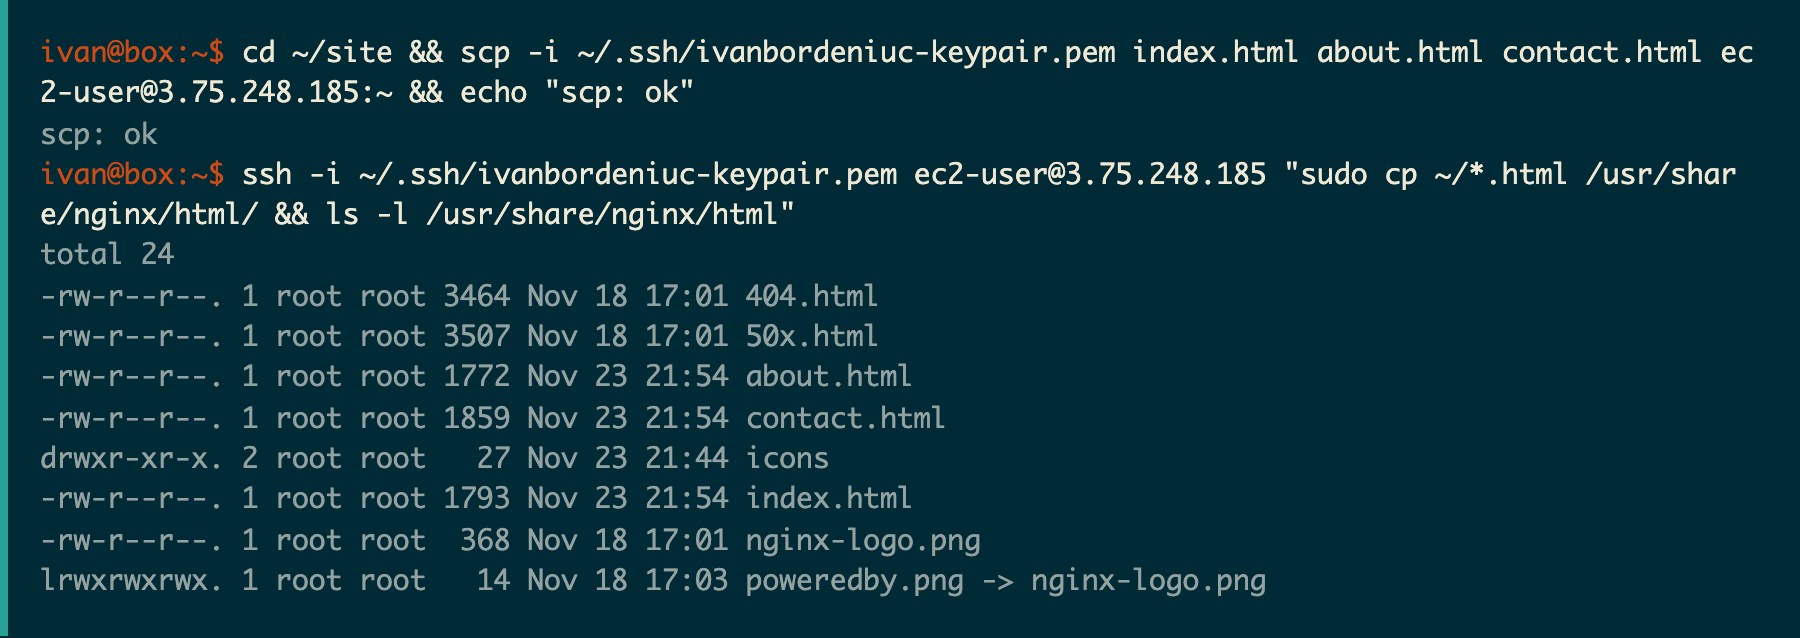 ivan@box:~$ cd ~/site && scp -i ~/.ssh/ivanbordeniuc-keypair.pem index.html about.html contact.html ec
2-user@3.75.248.185:~ && echo "scp: ok"
scp: ok
ivan@box:~$ ssh -i ~/.ssh/ivanbordeniuc-keypair.pem ec2-user@3.75.248.185 "sudo cp ~/*.html /usr/shar
e/nginx/html/ && ls -l /usr/share/nginx/html"
total 24
-rw-r--r--. 1 root root 3464 Nov 18 17:01 404.html
-rw-r--r--. 1 root root 3507 Nov 18 17:01 50x.html
-rw-r--r--. 1 root root 1772 Nov 23 21:54 about.html
-rw-r--r--. 1 root root 1859 Nov 23 21:54 contact.html
drwxr-xr-x. 2 root root   27 Nov 23 21:44 icons
-rw-r--r--. 1 root root 1793 Nov 23 21:54 index.html
-rw-r--r--. 1 root root  368 Nov 18 17:01 nginx-logo.png
lrwxrwxrwx. 1 root root   14 Nov 18 17:03 poweredby.png -> nginx-logo.png